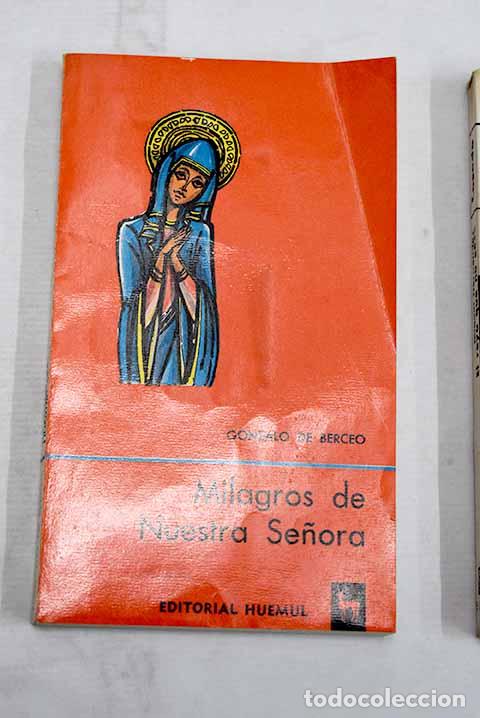 GONZALO DE BERCEO
Milagros de
Nuestra Señora
EDITORIAL HUEMUL
todocoleccion